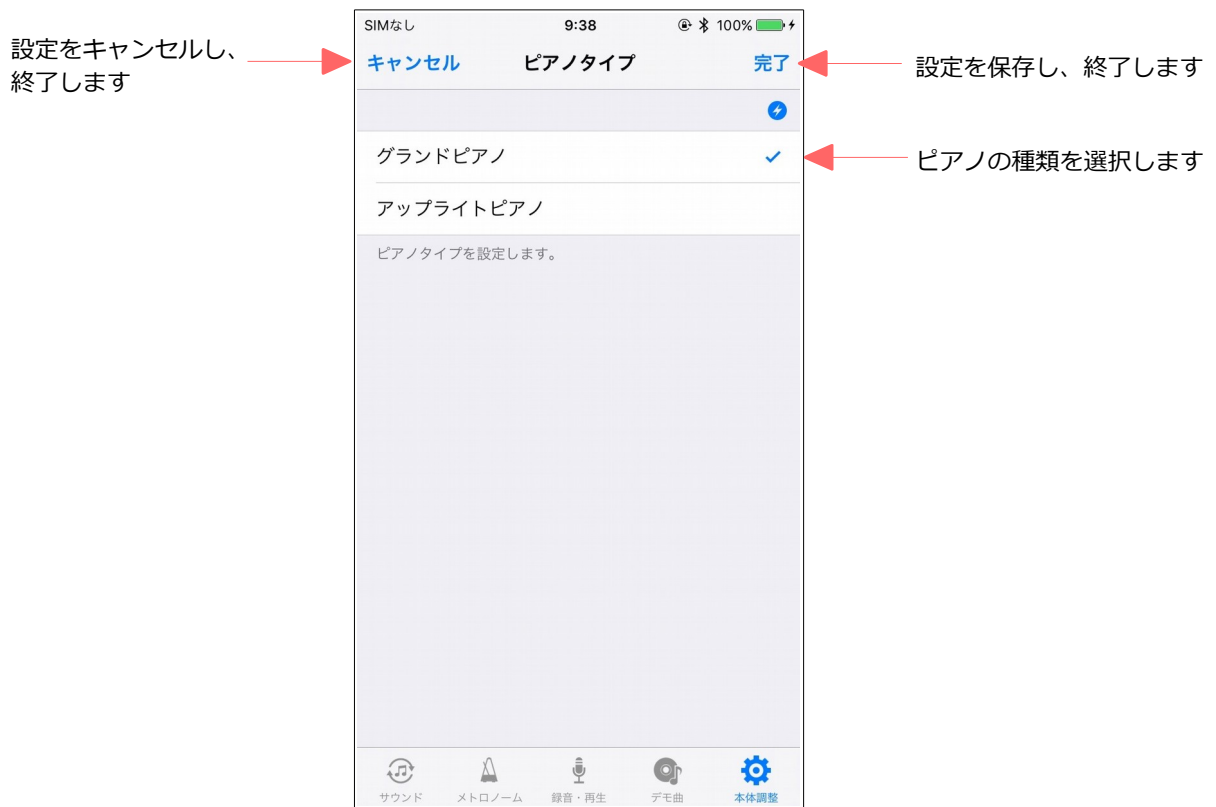 SIMなし 9:38 100%
設定をキャンセルし、
終了します
キャンセル ピアノタイプ 完了
設定を保存し、終了します
グランドピアノ
ピアノの種類を選択します
アップライトピアノ
ピアノタイプを設定します。
サウンド メトロノーム 録音・再生 デモ曲 本体調整